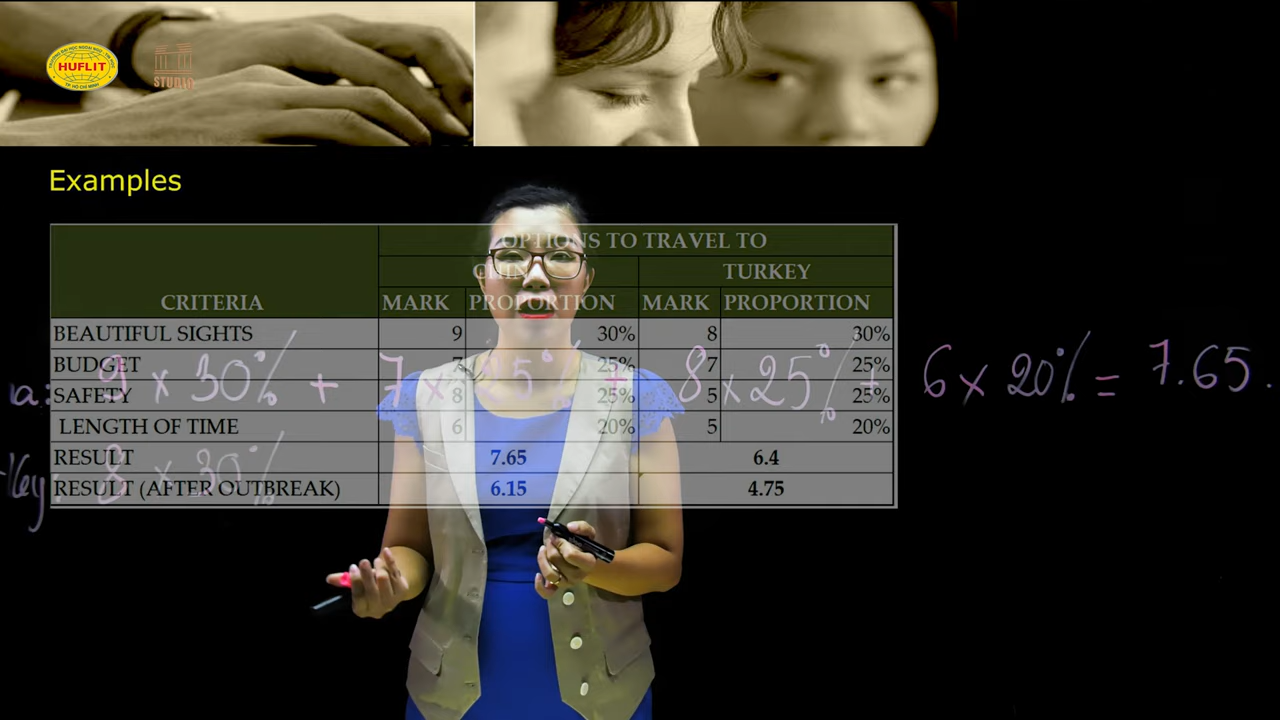 HUFLIT
STUDIO
Examples
OPTIONS TO TRAVEL TO
TURKEY
CRITERIA MARK PROPORTION MARK PROPORTION
BEAUTIFUL SIGHTS 9 30% 8 30%
BUDGET 7 25% 7 25%
SAFETY 8 25% 5 25%
LENGTH OF TIME 6 20% 5 20%
RESULT 7.65 6.4
RESULT (AFTER OUTBREAK) 6.15 4.75
a: 9 x 30% + 7 x 25% + 8 x 25% + 6 x 20% = 7.65.
key: 8 x 30%